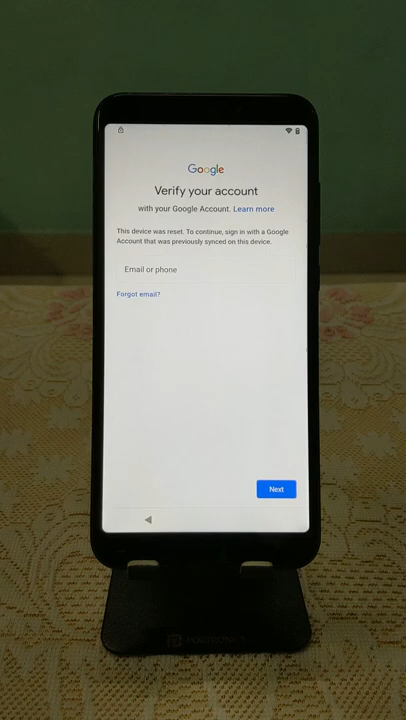 Google
Verify your account
with your Google Account. Learn more
This device was reset. To continue, sign in with a Google
Account that was previously synced on this device.
Email or phone
Forgot email?
Next
PORTRONICS